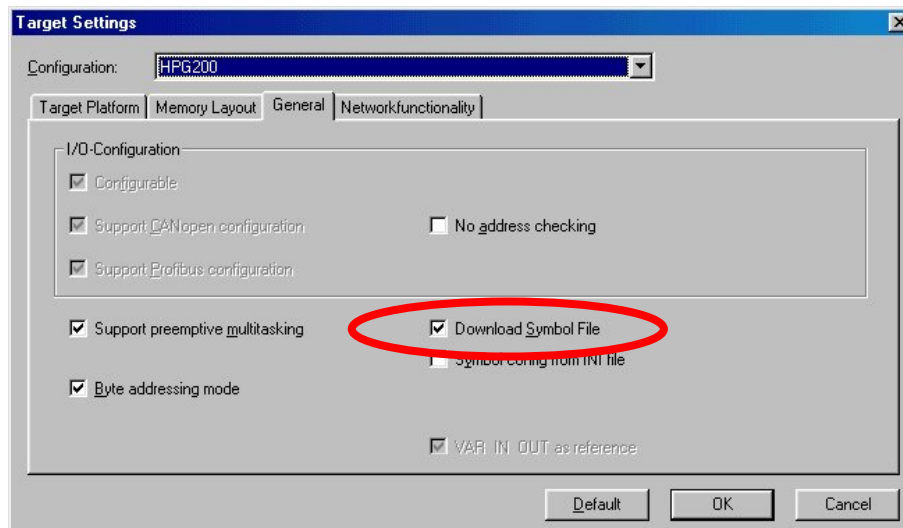 Target Settings
Configuration: HPG200
Target Platform Memory Layout General Networkfunctionality
I/O-Configuration
Configurable
Support CANopen configuration No address checking
Support Profibus configuration
Support preemptive multitasking Download Symbol File
Symbol config from INI file
Byte addressing mode
VAR_IN_OUT as reference
Default OK Cancel